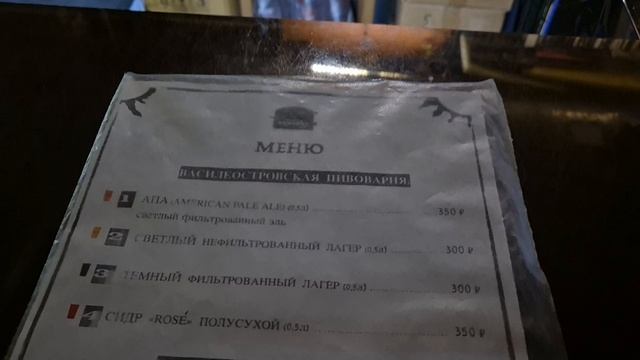 МЕНЮ
ВАСИЛЕОСТРОВСКАЯ ПИВОВАРНЯ
1 АПА (AMERICAN PALE ALE) (0,5л) 350 ₽
светлый фильтрованный эль
2 СВЕТЛЫЙ НЕФИЛЬТРОВАННЫЙ ЛАГЕР (0,5л) 300 ₽
3 ТЕМНЫЙ ФИЛЬТРОВАННЫЙ ЛАГЕР (0,5л) 300 ₽
4 СИДР «ROSÉ» ПОЛУСУХОЙ (0,5л) 350 ₽